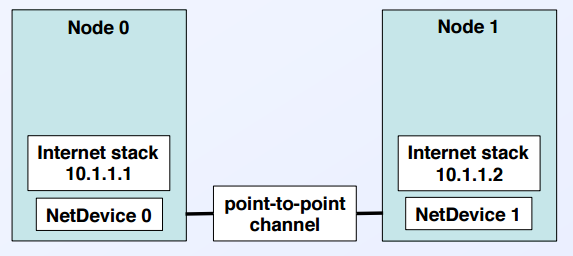 Node 0
Internet stack
10.1.1.1
NetDevice 0
point-to-point
channel
Node 1
Internet stack
10.1.1.2
NetDevice 1